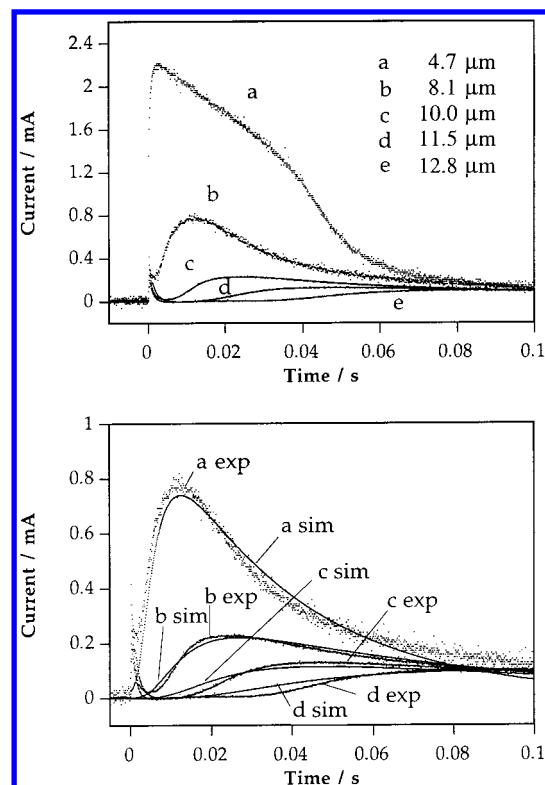 2.4
2
1.6
1.2
0.8
0.4
0
Current / mA
a
b
c
d
e
a 4.7 μm
b 8.1 μm
c 10.0 μm
d 11.5 μm
e 12.8 μm
0 0.02 0.04 0.06 0.08 0.1
Time / s
1
0.8
0.6
0.4
0.2
0
Current / mA
a exp
a sim
c sim
b exp
b sim
c exp
d sim
d exp
0 0.02 0.04 0.06 0.08 0.1
Time / s